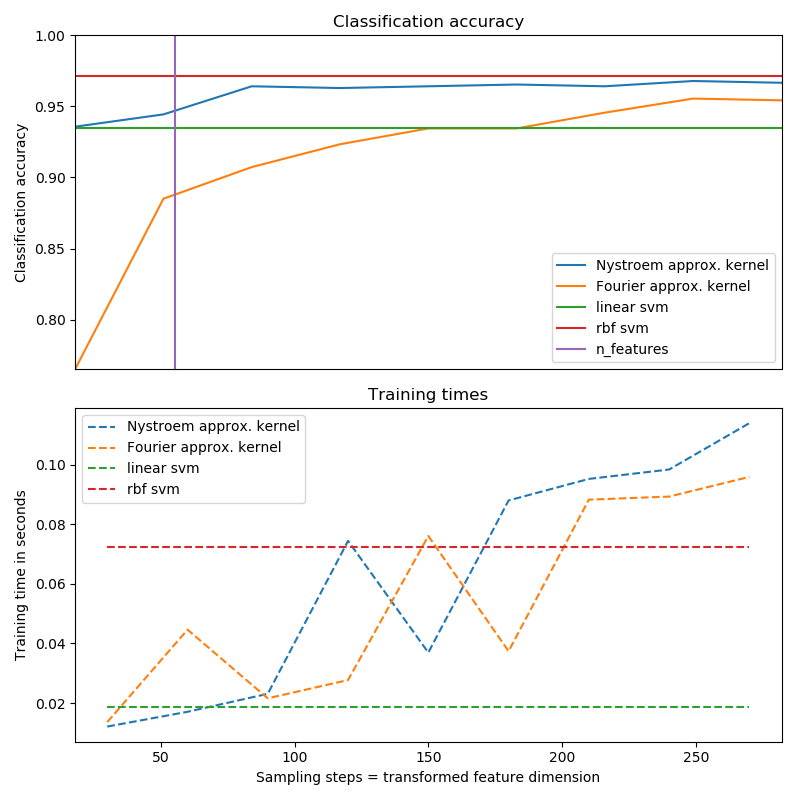 Classification accuracy
1.00
0.95
0.90
0.85
0.80
Classification accuracy
Nystroem approx. kernel
Fourier approx. kernel
linear svm
rbf svm
n_features
Training times
0.10
0.08
0.06
0.04
0.02
Training time in seconds
Nystroem approx. kernel
Fourier approx. kernel
linear svm
rbf svm
50
100
150
200
250
Sampling steps = transformed feature dimension